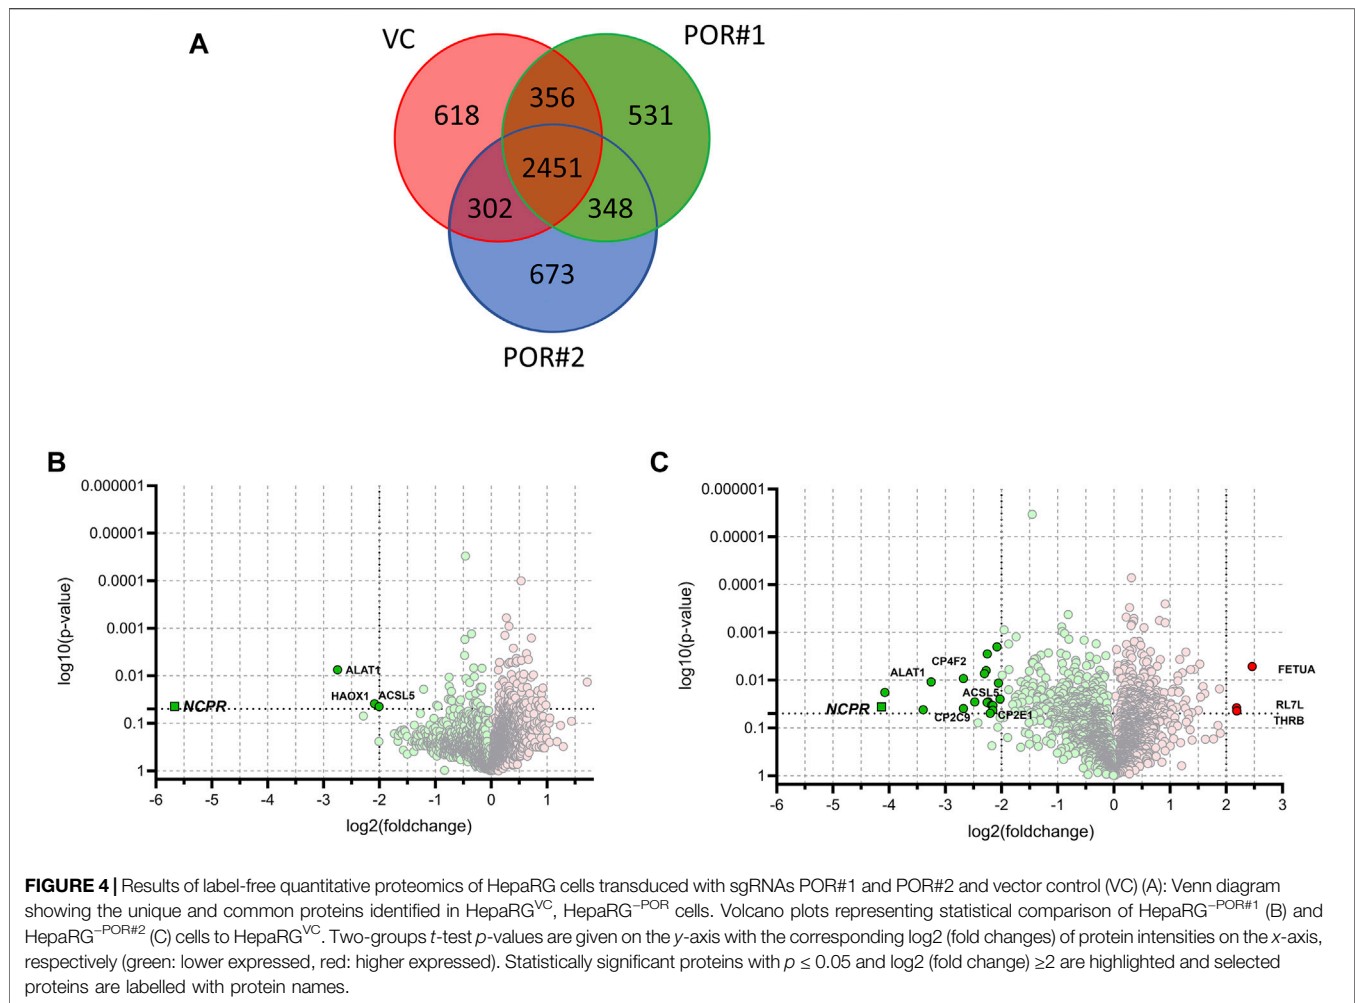 A
VC
POR#1
618
356
531
2451
302
348
673
POR#2
B
log10(p-value)
0.000001
0.00001
0.0001
0.001
0.01
0.1
1
ALAT1
HAOX1
ACSL5
NCPR
-6
-5
-4
-3
-2
-1
0
1
log2(foldchange)
C
log10(p-value)
0.000001
0.00001
0.0001
0.001
0.01
0.1
1
CP4F2
ALAT1
FETUA
ACSL5
NCPR
RL7L
CP2C9
CP2E1
THRB
-6
-5
-4
-3
-2
-1
0
1
2
3
log2(foldchange)
FIGURE 4 | Results of label-free quantitative proteomics of HepaRG cells transduced with sgRNAs POR#1 and POR#2 and vector control (VC) (A): Venn diagram
showing the unique and common proteins identified in HepaRG^VC, HepaRG^−POR cells. Volcano plots representing statistical comparison of HepaRG^−POR#1 (B) and
HepaRG^−POR#2 (C) cells to HepaRG^VC. Two-groups t-test p-values are given on the y-axis with the corresponding log2 (fold changes) of protein intensities on the x-axis,
respectively (green: lower expressed, red: higher expressed). Statistically significant proteins with p ≤ 0.05 and log2 (fold change) ≥2 are highlighted and selected
proteins are labelled with protein names.